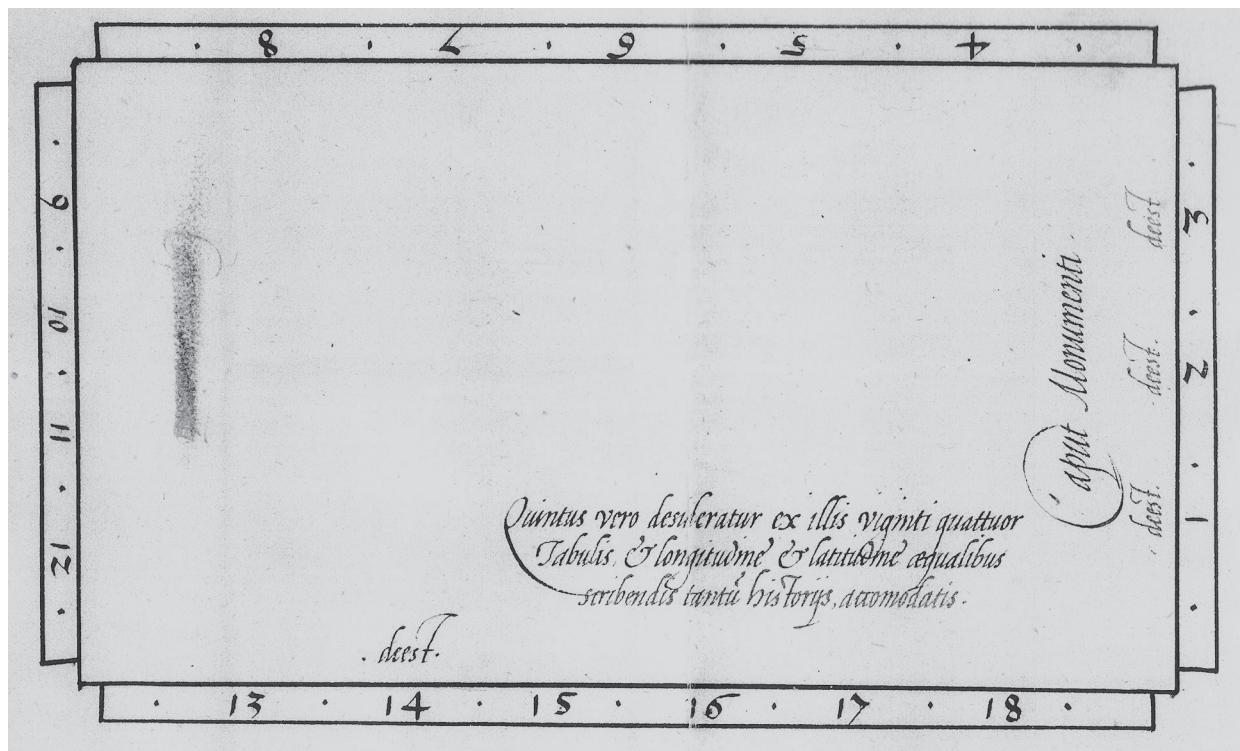 8 · 7 · 6 · 5 · 4
9 · 10 · 11 · 12
3 · 2 · 1
deest
deest.
deest.
Caput Monumenti.
Quintus vero desideratur ex illis viginti quattuor
Tabulis, & longitudine & latitudine æqualibus
scribendis tantũ historijs, accomodatis.
. deest.
13 · 14 · 15 · 16 · 17 · 18